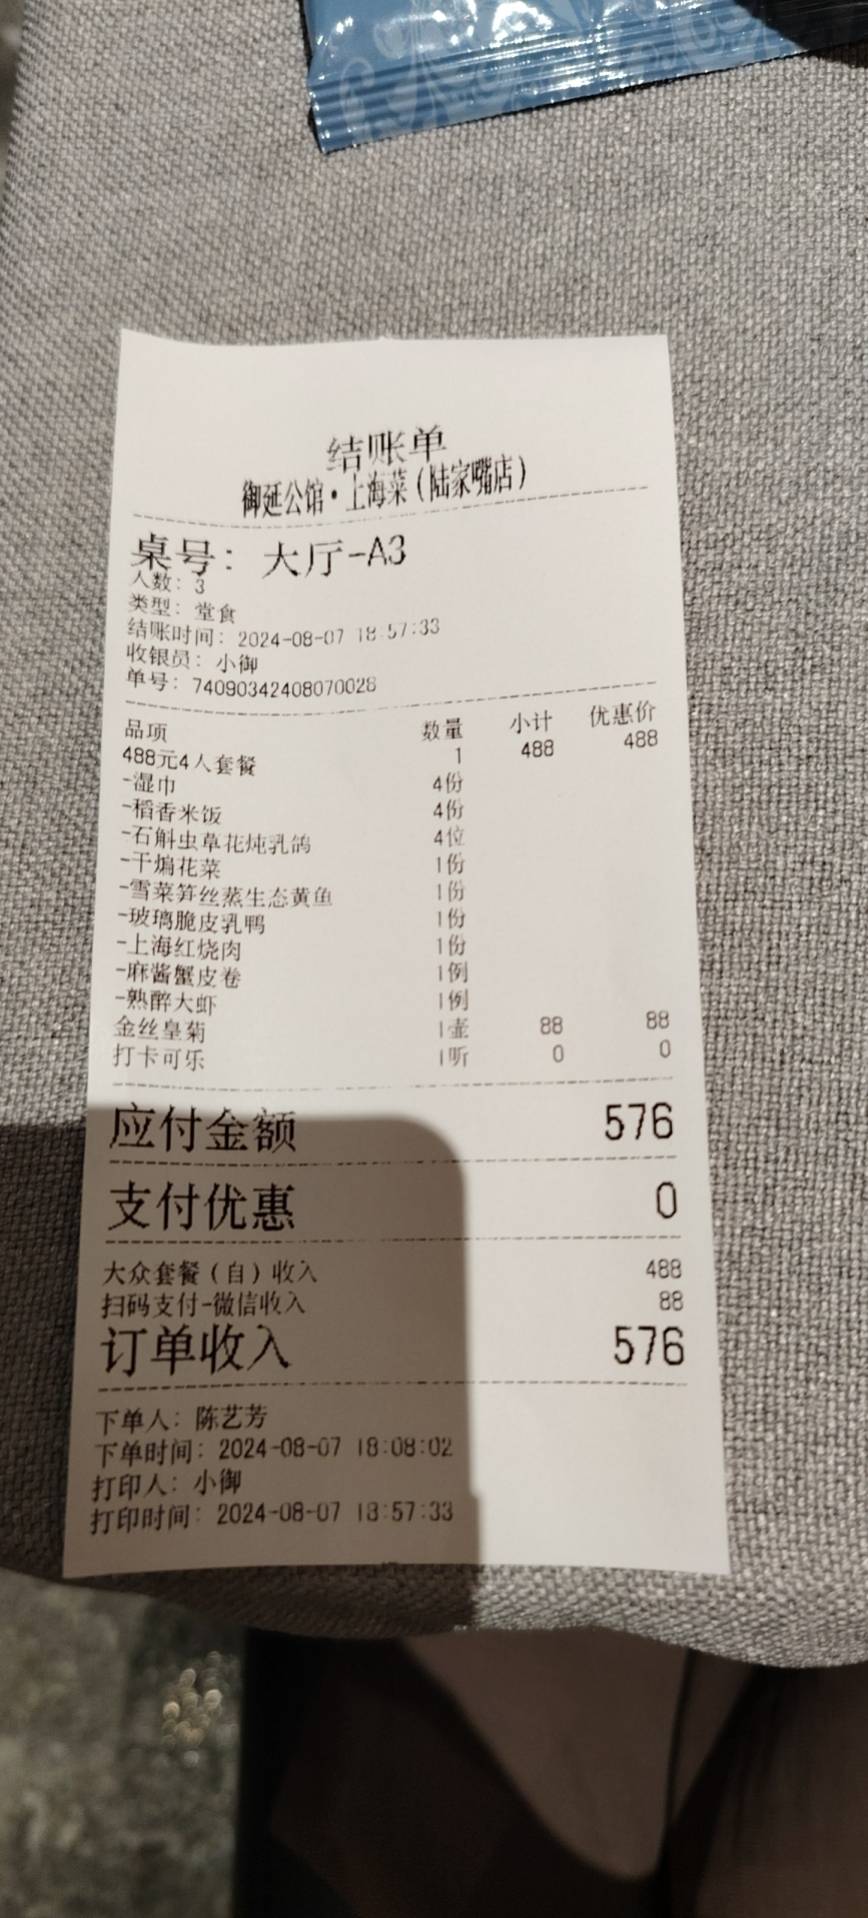 结账单
御延公馆·上海菜(陆家嘴店)
桌号: 大厅-A3
人数: 3
类型: 堂食
结账时间: 2024-08-07 18:57:33
收银员: 小御
单号: 74090342408070028
品项 数量 小计 优惠价
488元4人套餐 1 488 488
-湿巾 4份
-稻香米饭 4份
-石斛虫草花炖乳鸽 4位
-干煸花菜 1份
-雪菜笋丝蒸生态黄鱼 1份
-玻璃脆皮乳鸭 1份
-上海红烧肉 1份
-麻酱蟹皮卷 1例
-熟醉大虾 1例
金丝皇菊 1壶 88 88
打卡可乐 1听 0 0
应付金额 576
支付优惠 0
大众套餐(自)收入 488
扫码支付-微信收入 88
订单收入 576
下单人: 陈艺芳
下单时间: 2024-08-07 18:08:02
打印人: 小御
打印时间: 2024-08-07 18:57:33